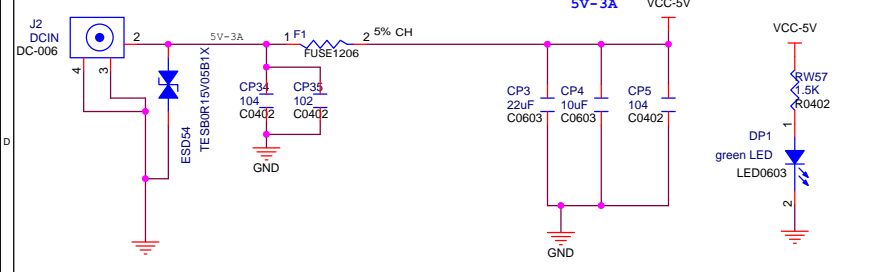 5V-3A
VCC-5V
J2
DCIN
DC-006
2
4
3
5V-3A
1
F1
FUSE1206
2
5% CH
ESD54
TESB0R15V05B1X
CP34
104
C0402
CP35
102
C0402
GND
CP3
22uF
C0603
CP4
10uF
C0603
CP5
104
C0402
GND
VCC-5V
RW57
1.5K
R0402
1
DP1
green LED
LED0603
2
D